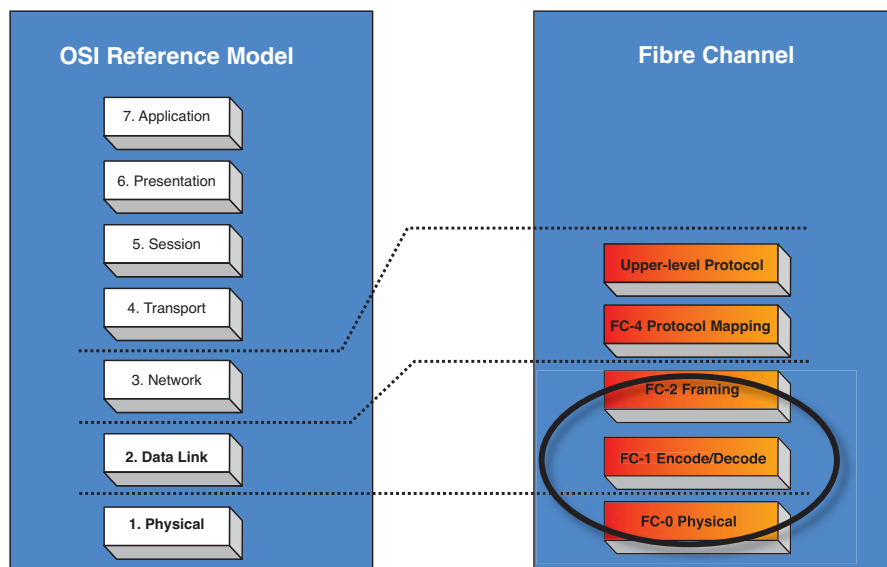 OSI Reference Model
7. Application
6. Presentation
5. Session
4. Transport
3. Network
2. Data Link
1. Physical
Fibre Channel
Upper-level Protocol
FC-4 Protocol Mapping
FC-2 Framing
FC-1 Encode/Decode
FC-0 Physical